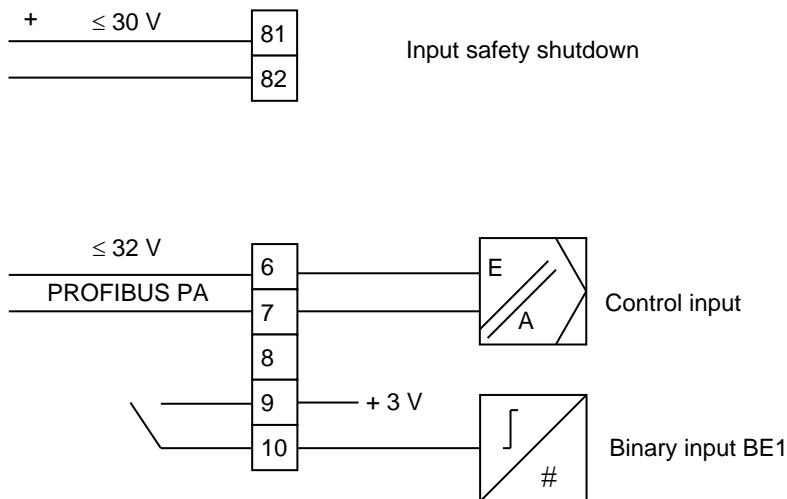 + ≤ 30 V
81
Input safety shutdown
82
≤ 32 V
6
E
PROFIBUS PA
7
A
Control input
8
9
+ 3 V
10
Binary input BE1
#